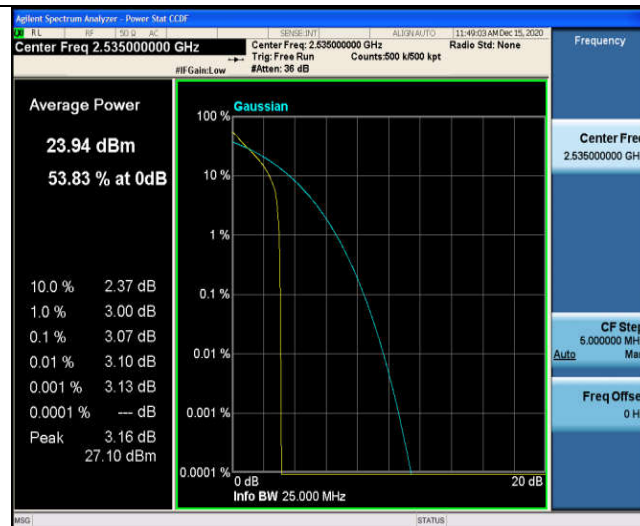 Agilent Spectrum Analyzer - Power Stat CCDF
RL RF 50 Ω AC SENSE:INT ALIGN AUTO 11:49:03 AM Dec 15, 2020
Center Freq 2.535000000 GHz
Center Freq: 2.535000000 GHz Radio Std: None
Trig: Free Run Counts:500 k/500 kpt
#IFGain:Low #Atten: 36 dB
Frequency
Average Power
23.94 dBm
53.83 % at 0dB
10.0 % 2.37 dB
1.0 % 3.00 dB
0.1 % 3.07 dB
0.01 % 3.10 dB
0.001 % 3.13 dB
0.0001 % --- dB
Peak 3.16 dB
27.10 dBm
Gaussian
100 %
10 %
1 %
0.1 %
0.01 %
0.001 %
0.0001 %
0 dB 20 dB
Info BW 25.000 MHz
Center Fre
2.535000000 GH
CF Step
5.000000 MH
Auto Ma
Freq Offse
0 H
MSG STATUS